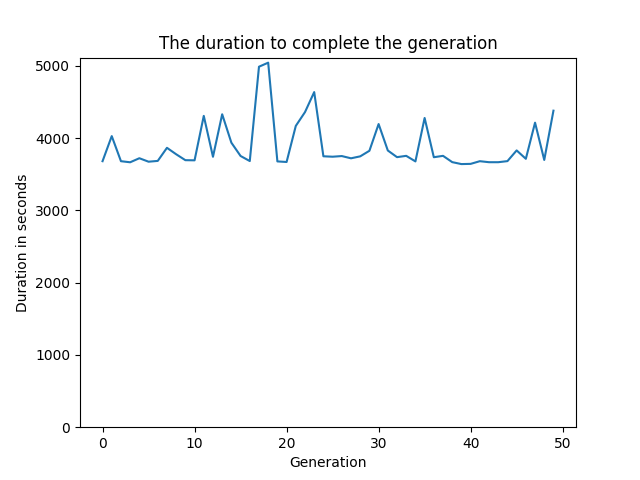 The duration to complete the generation
Duration in seconds
5000
4000
3000
2000
1000
0
0 10 20 30 40 50
Generation